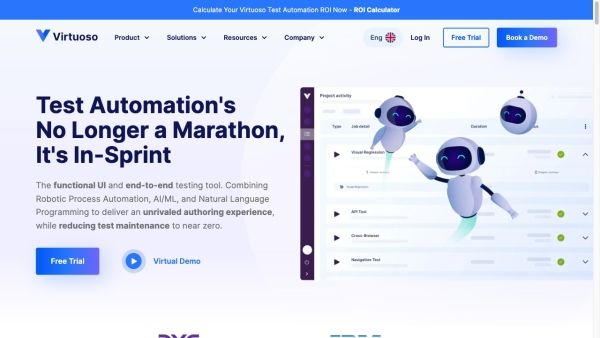 Calculate Your Virtuoso Test Automation ROI Now - ROI Calculator
Virtuoso
Product
Solutions
Resources
Company
Eng
Log In
Free Trial
Book a Demo
Test Automation's
No Longer a Marathon,
It's In-Sprint
The functional UI and end-to-end testing tool. Combining
Robotic Process Automation, AI/ML, and Natural Language
Programming to deliver an unrivaled authoring experience,
while reducing test maintenance to near zero.
Free Trial
Virtual Demo
Project activity
Type
Job detail
Duration
Visual Regression
Visual Regression
API Test
Cross-Browser
Navigation Test